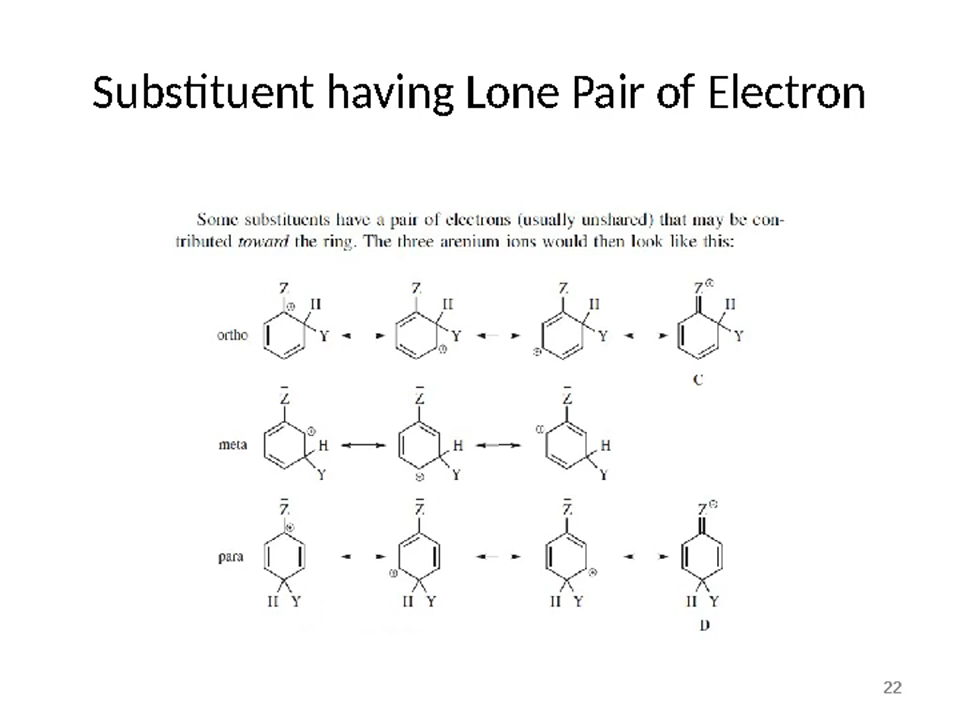 Substituent having Lone Pair of Electron
Some substituents have a pair of electrons (usually unshared) that may be con-
tributed toward the ring. The three arenium ions would then look like this:
Z Z Z Z⊕
⊕ H H H H
ortho Y Y Y Y
⊕ ⊕
C
Z̄ Z̄ Z̄
⊕ ⊕
meta H H H
Y Y Y
⊕
Z̄ Z̄ Z̄ Z⊕
⊕
para
⊕ ⊕
H Y H Y H Y H Y
D
22